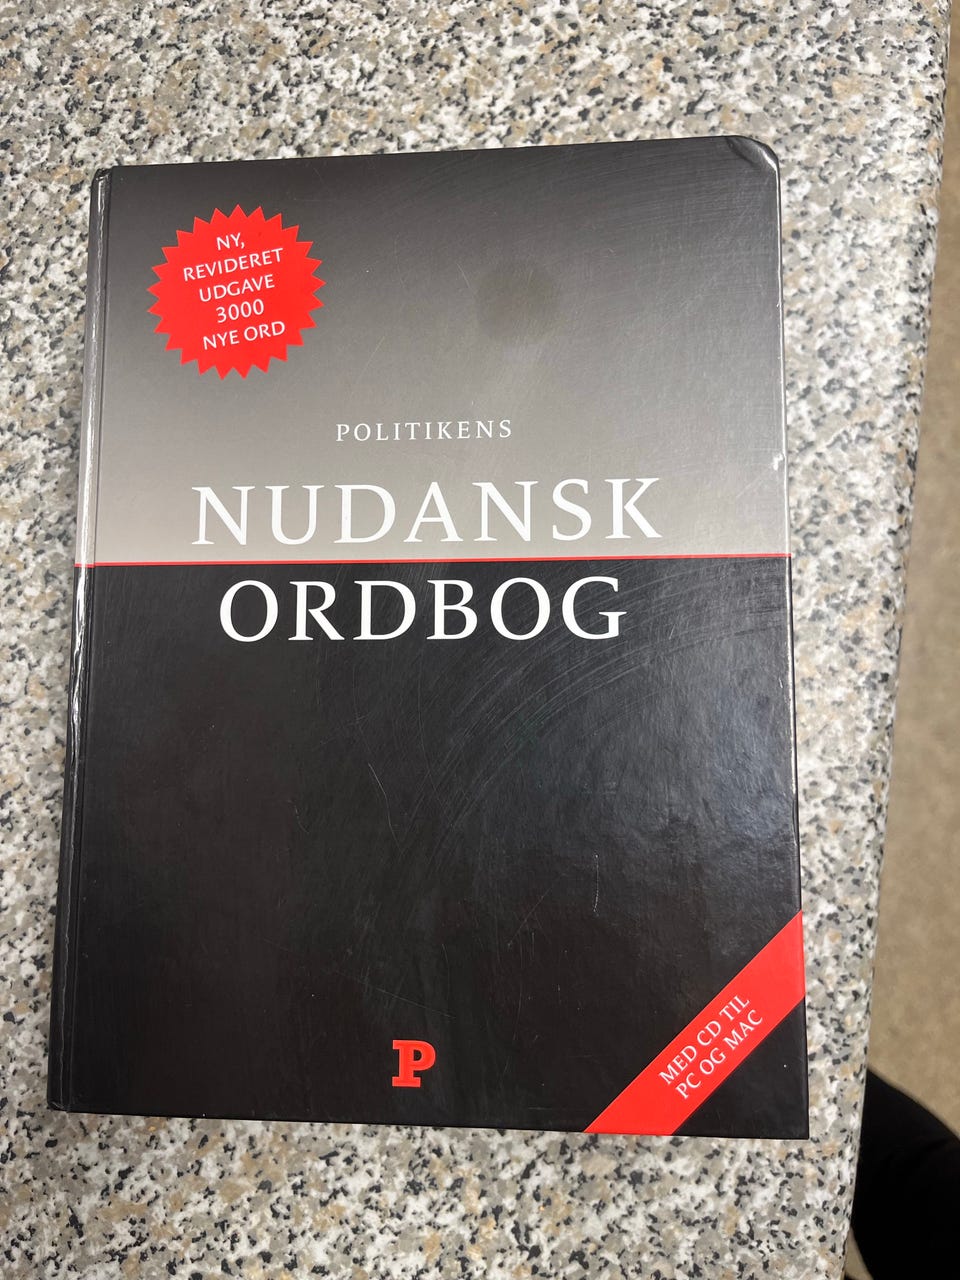 NY,
REVIDERET
UDGAVE
3000
NYE ORD
POLITIKENS
NUDANSK
ORDBOG
P
MED CD TIL
PC OG MAC